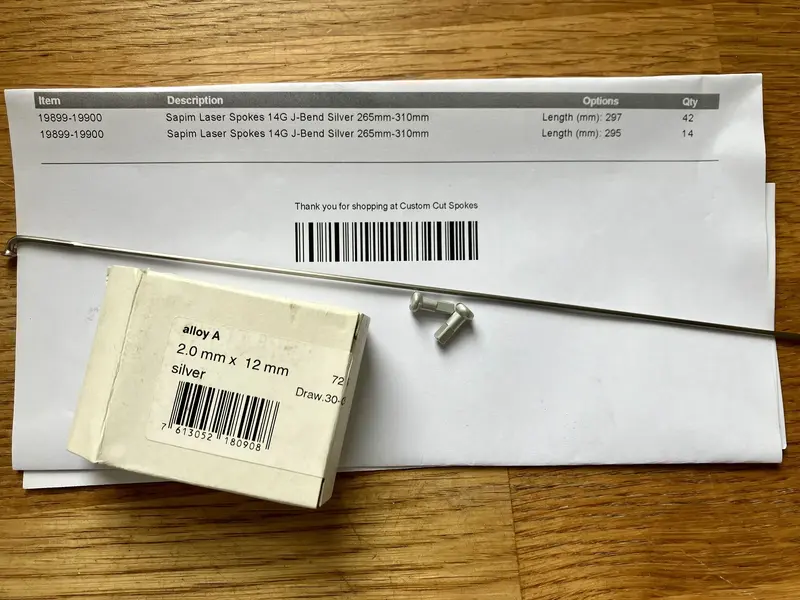 Item Description Options Qty
19899-19900 Sapim Laser Spokes 14G J-Bend Silver 265mm-310mm Length (mm): 297 42
19899-19900 Sapim Laser Spokes 14G J-Bend Silver 265mm-310mm Length (mm): 295 14
Thank you for shopping at Custom Cut Spokes
alloy A
2.0 mm x 12 mm
silver
72
Draw.30-
7 613052 180908